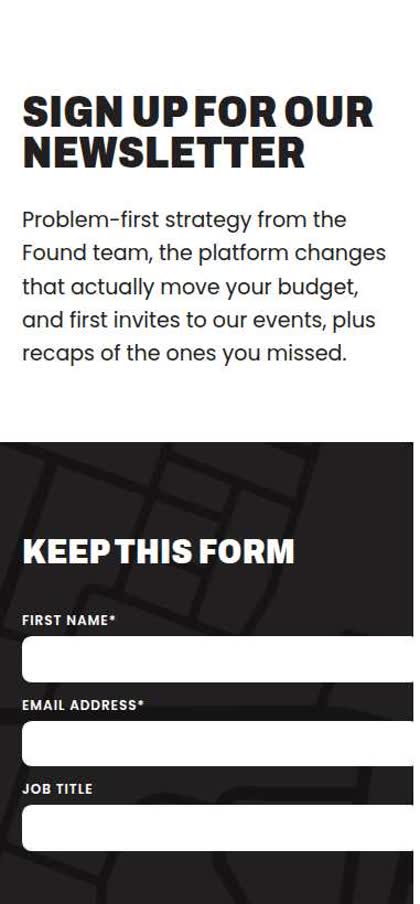 SIGN UP FOR OUR
NEWSLETTER
Problem-first strategy from the
Found team, the platform changes
that actually move your budget,
and first invites to our events, plus
recaps of the ones you missed.
KEEP THIS FORM
FIRST NAME*
EMAIL ADDRESS*
JOB TITLE